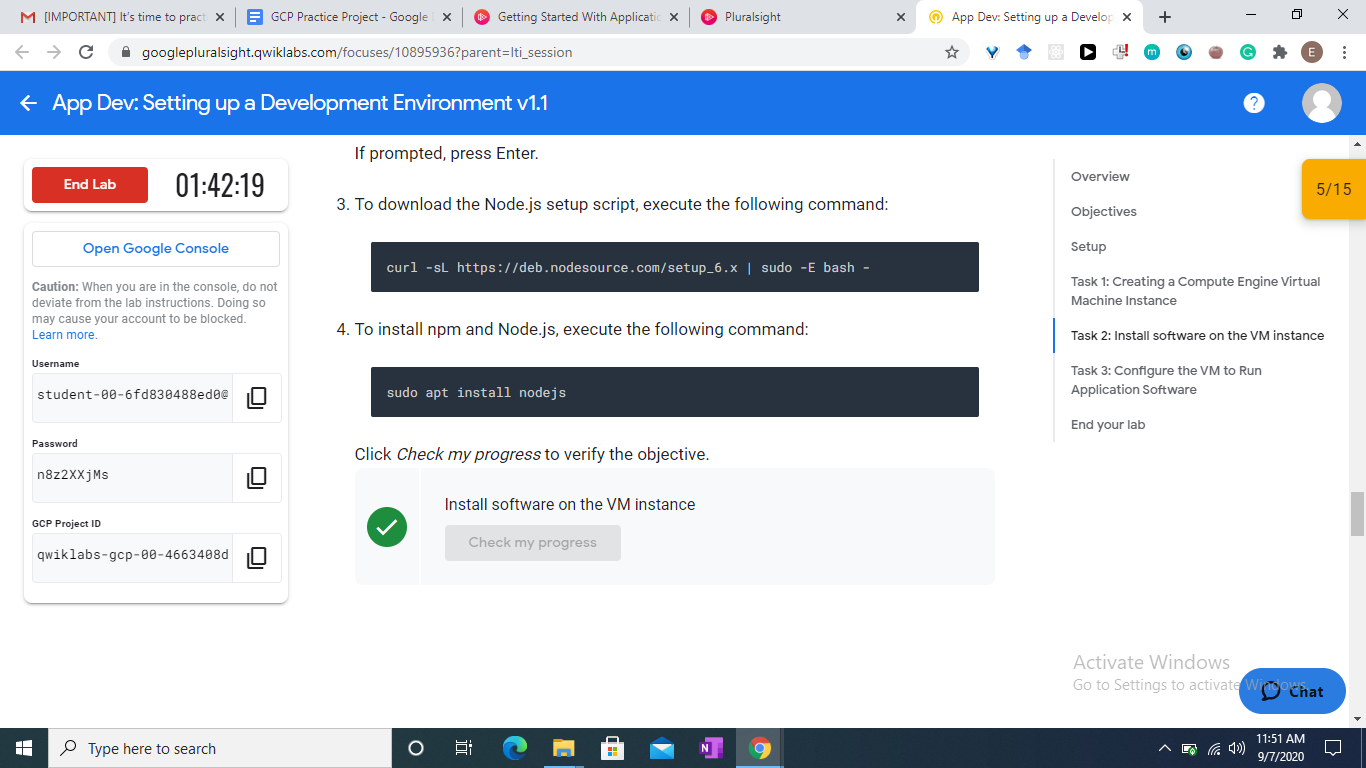 [IMPORTANT] It's time to pract
GCP Practice Project - Google
Getting Started With Applicatio
Pluralsight
App Dev: Setting up a Develop
googlepluralsight.qwiklabs.com/focuses/10895936?parent=lti_session
E
App Dev: Setting up a Development Environment v1.1
?
End Lab
01:42:19
Open Google Console
Caution: When you are in the console, do not
deviate from the lab instructions. Doing so
may cause your account to be blocked.
Learn more.
Username
student-00-6fd830488ed0@
Password
n8z2XXjMs
GCP Project ID
qwiklabs-gcp-00-4663408d
If prompted, press Enter.
3. To download the Node.js setup script, execute the following command:
curl -sL https://deb.nodesource.com/setup_6.x | sudo -E bash -
4. To install npm and Node.js, execute the following command:
sudo apt install nodejs
Click Check my progress to verify the objective.
Install software on the VM instance
Check my progress
Overview
Objectives
Setup
Task 1: Creating a Compute Engine Virtual
Machine Instance
Task 2: Install software on the VM instance
Task 3: Configure the VM to Run
Application Software
End your lab
5/15
Activate Windows
Go to Settings to activate Windows.
Chat
Type here to search
11:51 AM
9/7/2020